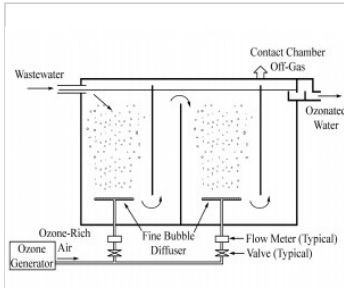 Contact Chamber
Off-Gas
Wastewater
Ozonated
Water
Ozone-Rich
Air
Fine Bubble
Diffuser
Flow Meter (Typical)
Valve (Typical)
Ozone
Generator